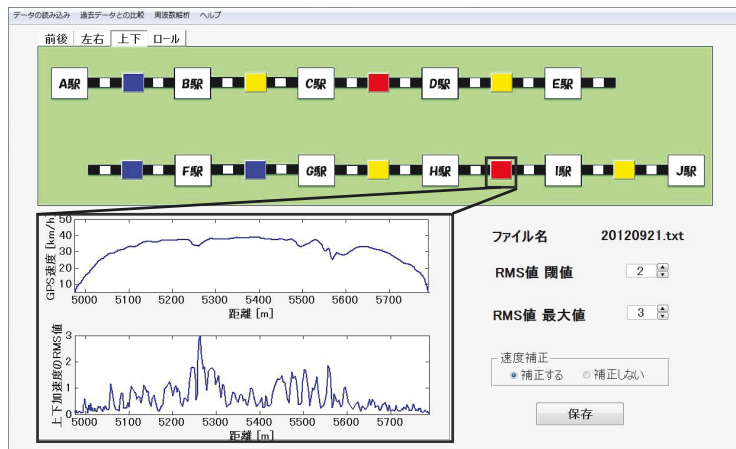 データの読み込み 過去データとの比較 周波数解析 ヘルプ
前後 左右 上下 ロール
A駅 B駅 C駅 D駅 E駅
F駅 G駅 H駅 I駅 J駅
GPS速度 [km/h]
50
40
30
20
10
5000 5100 5200 5300 5400 5500 5600 5700
距離 [m]
上下加速度のRMS値
3
2
1
0
5000 5100 5200 5300 5400 5500 5600 5700
距離 [m]
ファイル名 20120921.txt
RMS値 閾値 2
RMS値 最大値 3
速度補正
補正する 補正しない
保存